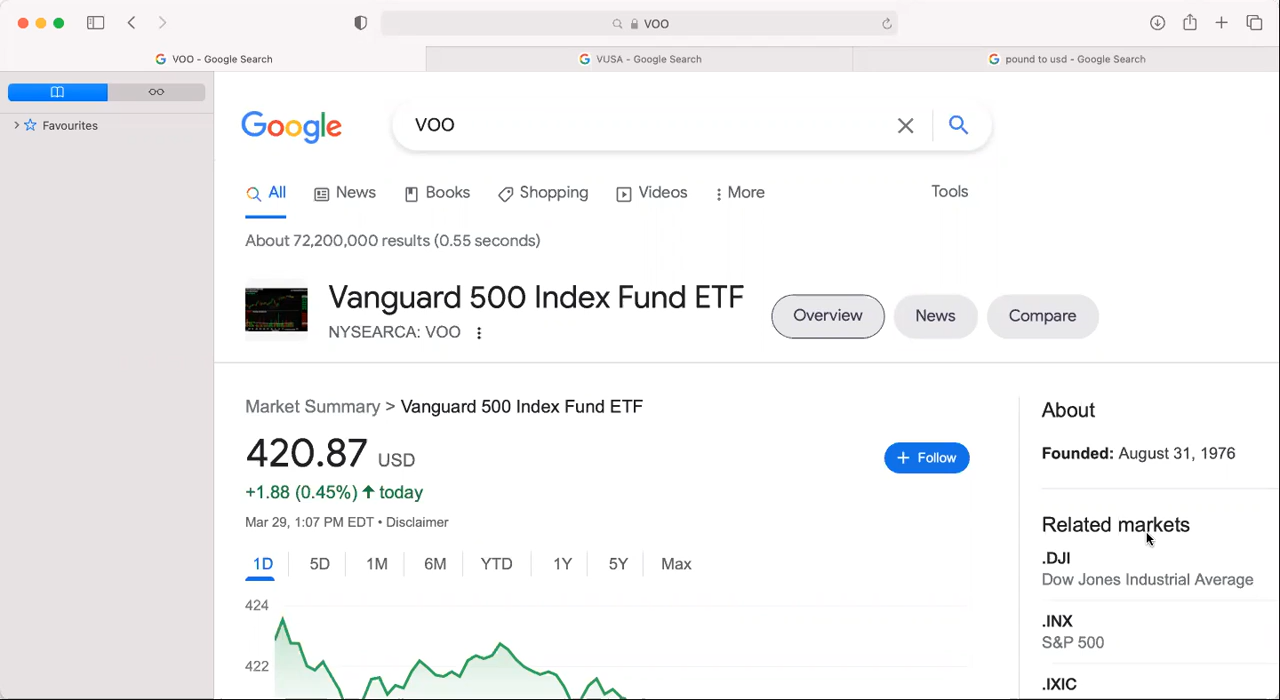 VOO
VOO - Google Search
VUSA - Google Search
pound to usd - Google Search
Favourites
Google
VOO
All
News
Books
Shopping
Videos
More
Tools
About 72,200,000 results (0.55 seconds)
Vanguard 500 Index Fund ETF
NYSEARCA: VOO
Overview
News
Compare
Market Summary > Vanguard 500 Index Fund ETF
420.87 USD
+1.88 (0.45%) ↑ today
Mar 29, 1:07 PM EDT • Disclaimer
+ Follow
1D
5D
1M
6M
YTD
1Y
5Y
Max
424
422
About
Founded: August 31, 1976
Related markets
.DJI
Dow Jones Industrial Average
.INX
S&P 500
.IXIC